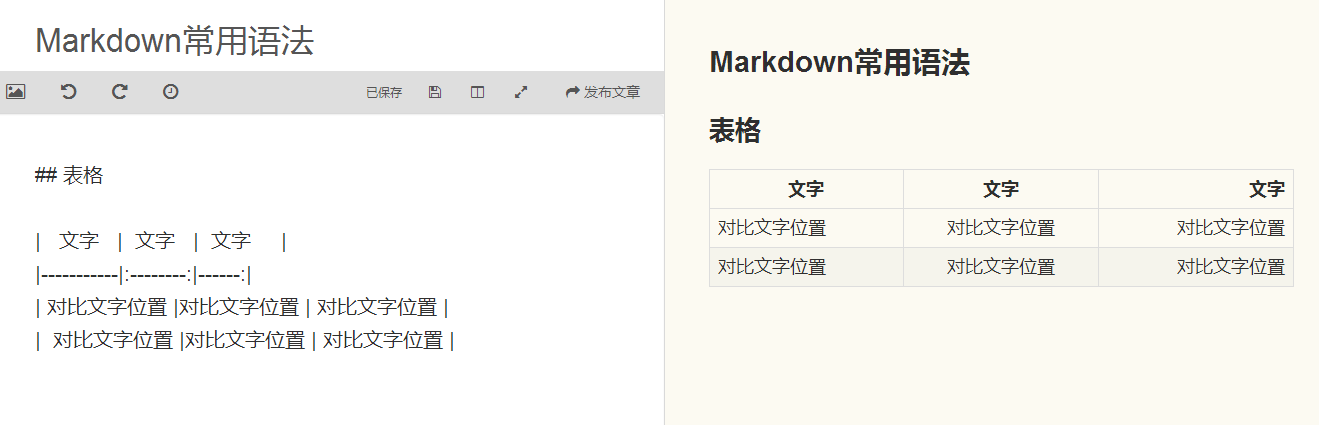 Markdown常用语法
已保存 发布文章
## 表格
|   文字   |  文字   |  文字     |
|-----------|:--------:|------:|
| 对比文字位置 |对比文字位置 | 对比文字位置 |
|  对比文字位置 |对比文字位置 | 对比文字位置 |
Markdown常用语法
表格
文字 文字 文字
对比文字位置 对比文字位置 对比文字位置
对比文字位置 对比文字位置 对比文字位置